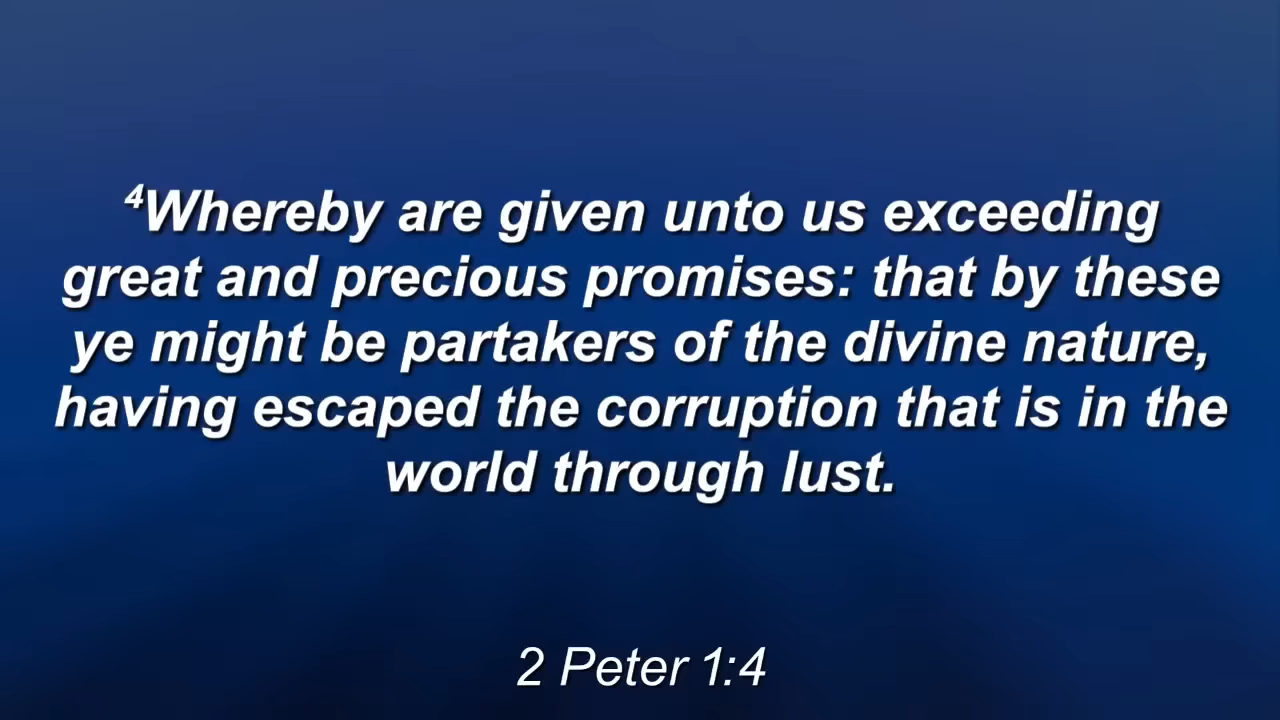 ⁴Whereby are given unto us exceeding
great and precious promises: that by these
ye might be partakers of the divine nature,
having escaped the corruption that is in the
world through lust.
2 Peter 1:4